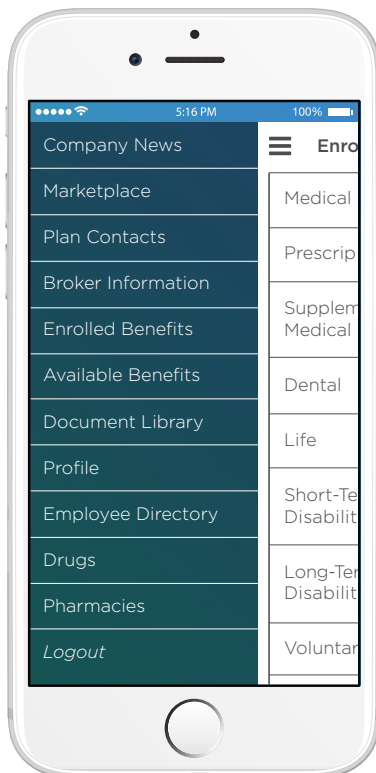 5:16 PM
100%
Company News
Marketplace
Plan Contacts
Broker Information
Enrolled Benefits
Available Benefits
Document Library
Profile
Employee Directory
Drugs
Pharmacies
Logout
Enro
Medical
Prescrip
Supplem
Medical
Dental
Life
Short-Te
Disabilit
Long-Ter
Disabilit
Voluntar